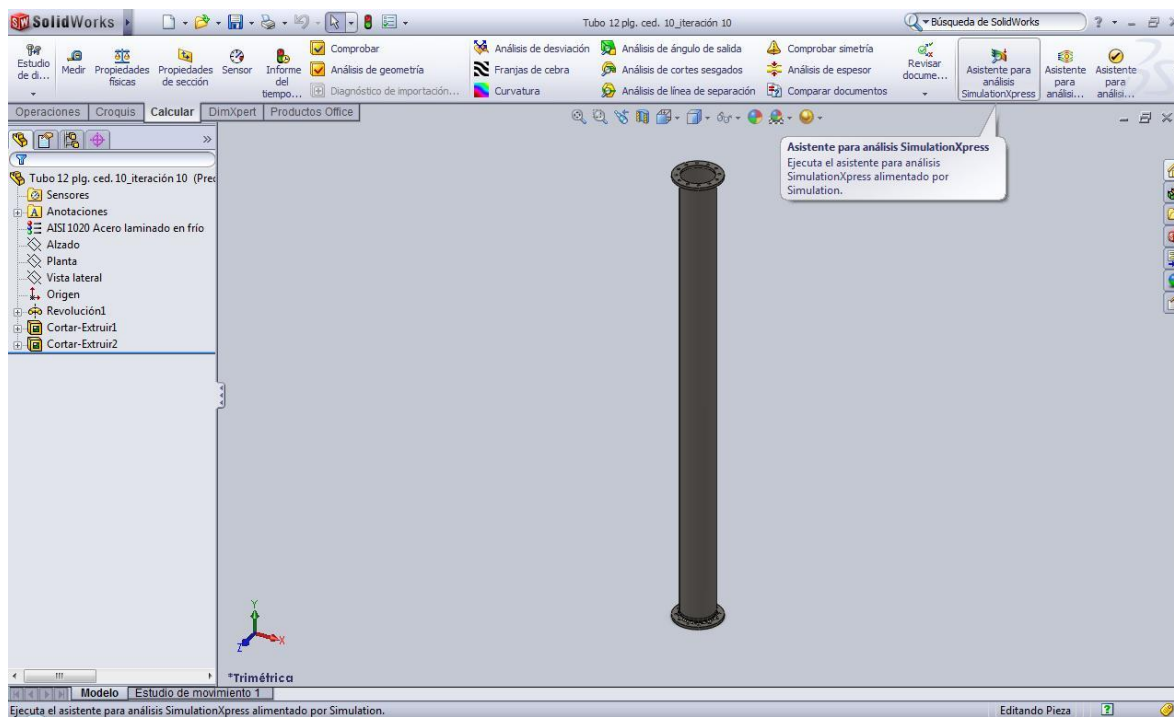 SolidWorks
Tubo 12 plg. ced. 10_iteración 10
Búsqueda de SolidWorks
Estudio de di...
Medir
Propiedades físicas
Propiedades de sección
Sensor
Informe del tiempo...
Comprobar
Análisis de geometría
Diagnóstico de importación...
Análisis de desviación
Franjas de cebra
Curvatura
Análisis de ángulo de salida
Análisis de cortes sesgados
Análisis de línea de separación
Comprobar simetría
Análisis de espesor
Comparar documentos
Revisar docume...
Asistente para análisis SimulationXpress
Asistente para análisi...
Asistente para análisi...
Operaciones
Croquis
Calcular
DimXpert
Productos Office
Asistente para análisis SimulationXpress
Ejecuta el asistente para análisis
SimulationXpress alimentado por
Simulation.
Tubo 12 plg. ced. 10_iteración 10 (Pre
Sensores
Anotaciones
AISI 1020 Acero laminado en frío
Alzado
Planta
Vista lateral
Origen
Revolución1
Cortar-Extruir1
Cortar-Extruir2
Y
X
Z
*Trimétrica
Modelo
Estudio de movimiento 1
Ejecuta el asistente para análisis SimulationXpress alimentado por Simulation.
Editando Pieza